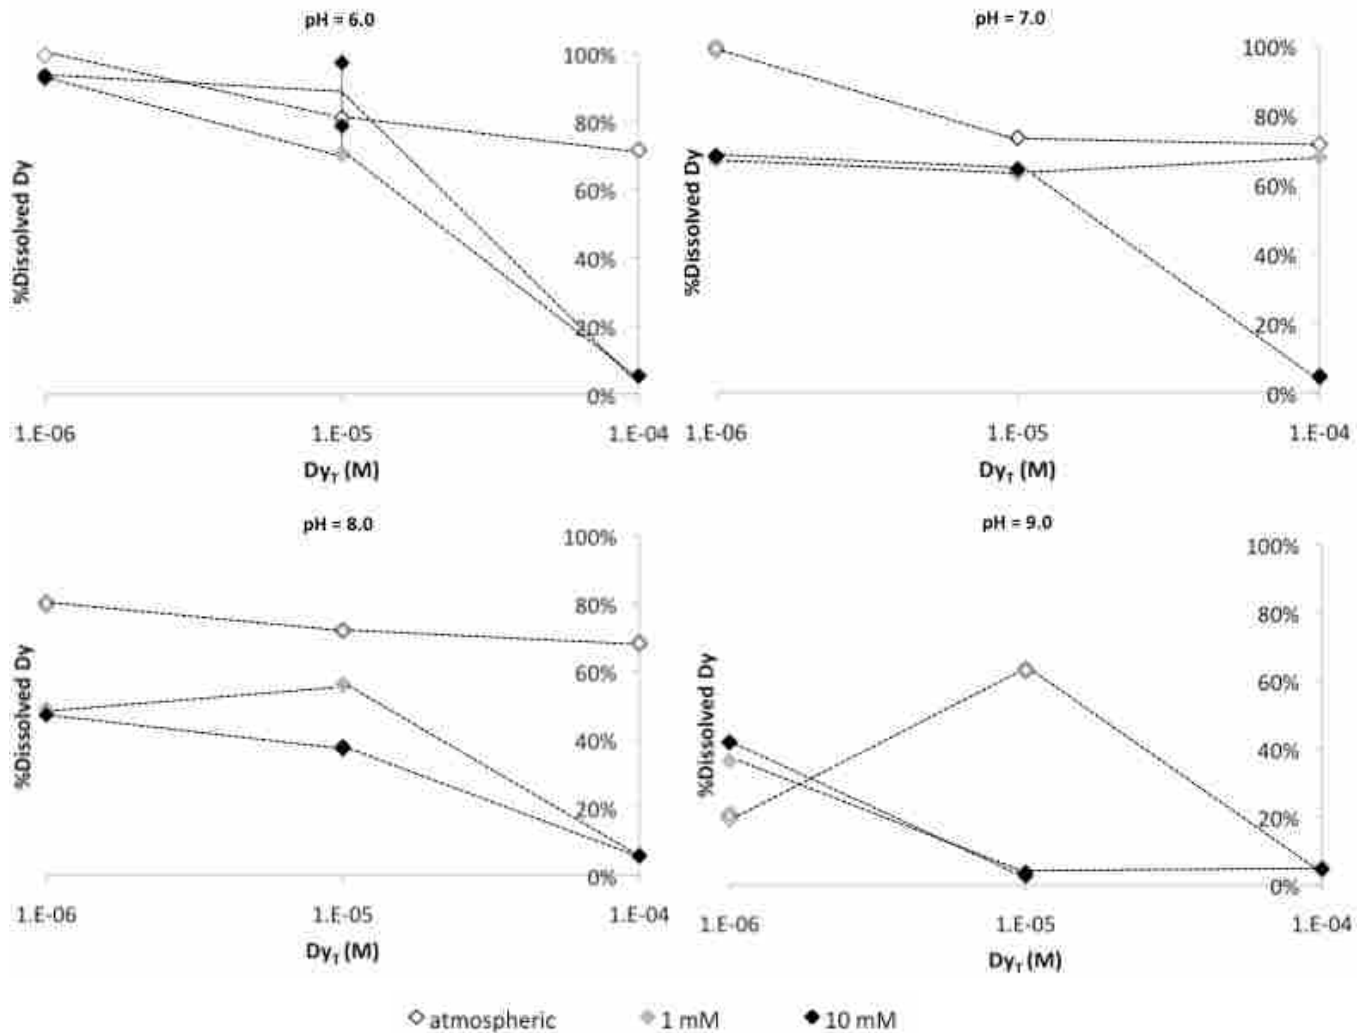 pH = 6.0
100%
80%
60%
40%
20%
0%
%Dissolved Dy
1.E-06 1.E-05 1.E-04
DyT (M)
pH = 7.0
100%
80%
60%
40%
20%
0%
%Dissolved Dy
1.E-06 1.E-05 1.E-04
DyT (M)
pH = 8.0
100%
80%
60%
40%
20%
0%
%Dissolved Dy
1.E-06 1.E-05 1.E-04
DyT (M)
pH = 9.0
100%
80%
60%
40%
20%
0%
%Dissolved Dy
1.E-06 1.E-05 1.E-04
DyT (M)
atmospheric 1 mM 10 mM